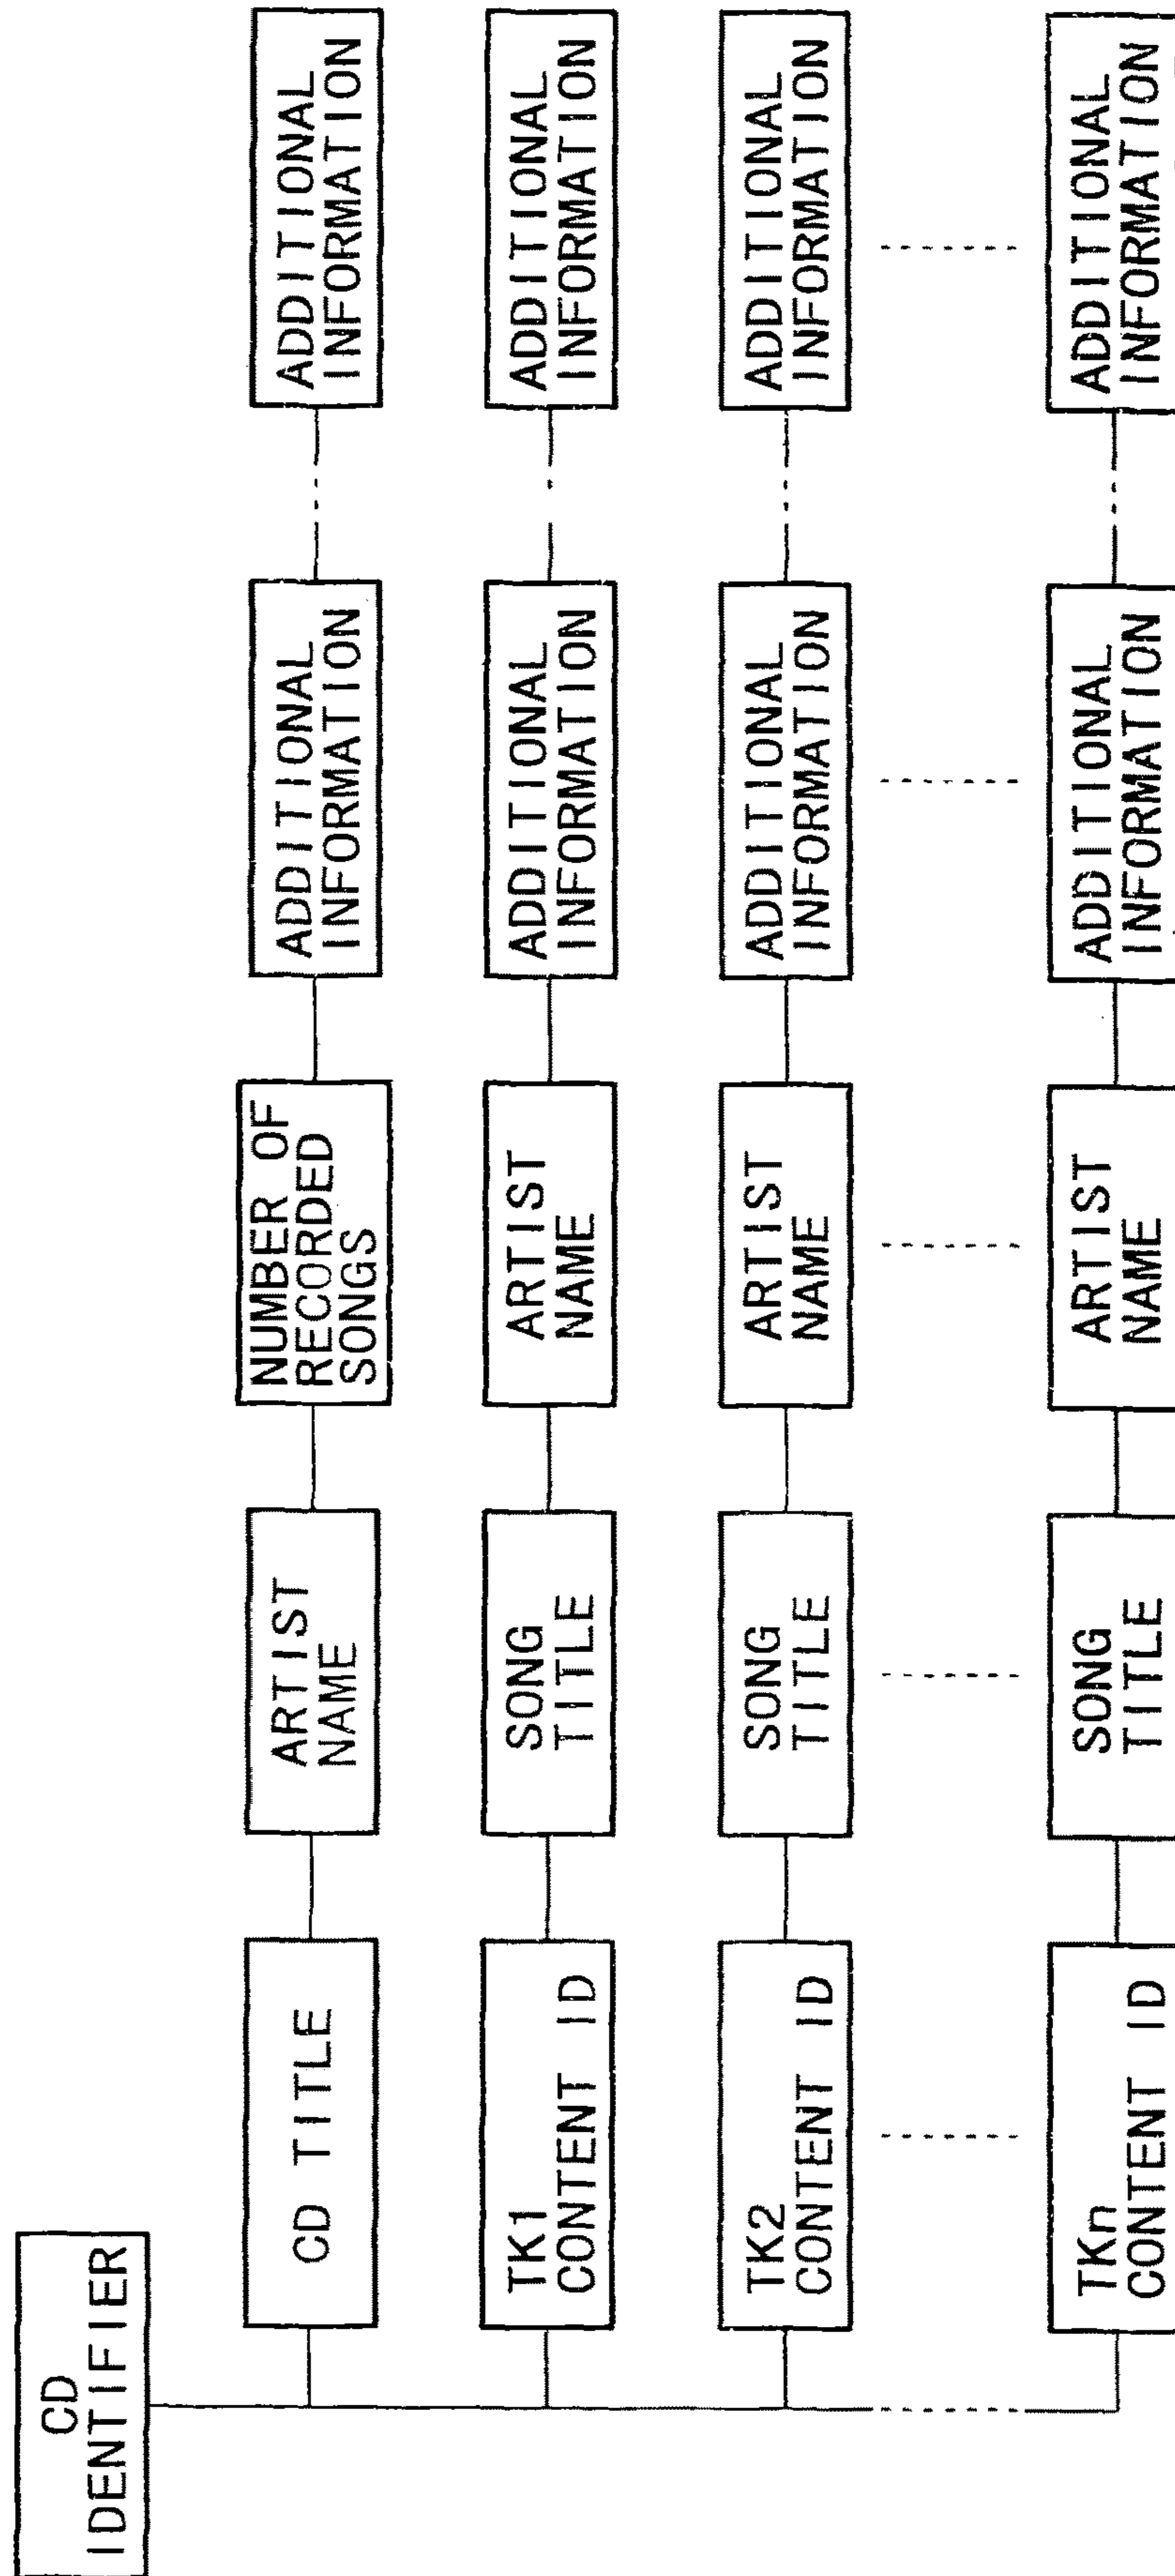 CD
IDENTIFIER
CD TITLE
ARTIST
NAME
NUMBER OF
RECORDED
SONGS
ADDITIONAL
INFORMATION
ADDITIONAL
INFORMATION
TK1
CONTENT ID
SONG
TITLE
ARTIST
NAME
ADDITIONAL
INFORMATION
ADDITIONAL
INFORMATION
TK2
CONTENT ID
SONG
TITLE
ARTIST
NAME
ADDITIONAL
INFORMATION
ADDITIONAL
INFORMATION
TKn
CONTENT ID
SONG
TITLE
ARTIST
NAME
ADDITIONAL
INFORMATION
ADDITIONAL
INFORMATION